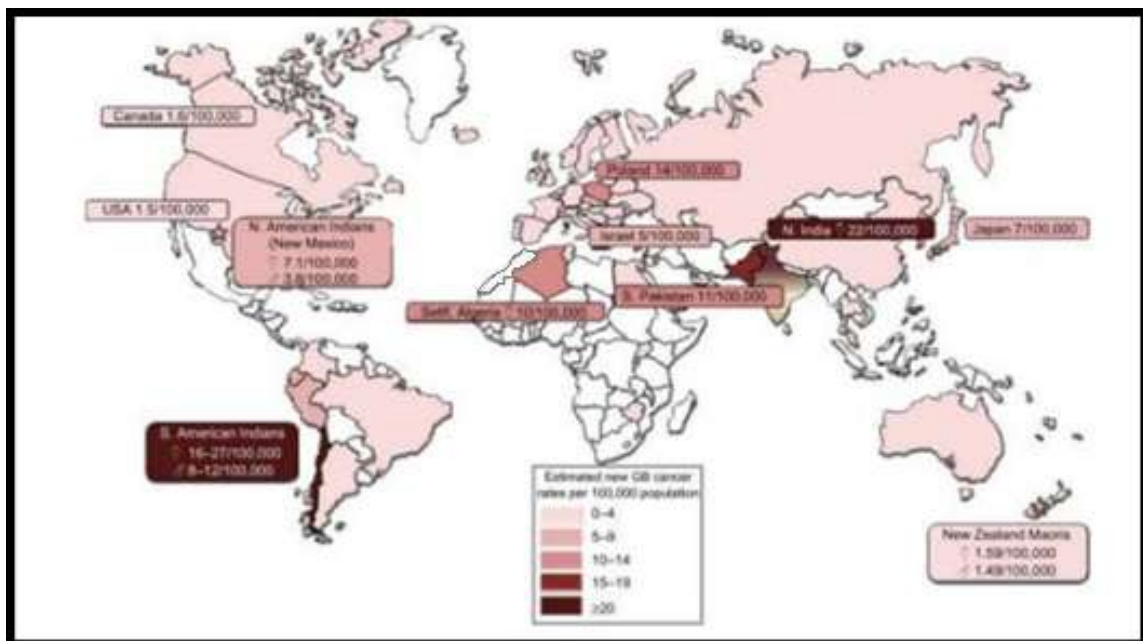 Canada 1.6/100,000
USA 1.5/100,000
N. American Indians
(New Mexico)
♀ 7.1/100,000
♂ 3.6/100,000
Poland 14/100,000
Israel 5/100,000
N. India ♀ 22/100,000
Japan 7/100,000
Setif, Algeria ♀ 10/100,000
S. Pakistan 11/100,000
S. American Indians
♀ 16–27/100,000
♂ 8–12/100,000
Estimated new GB cancer
rates per 100,000 population
0–4
5–9
10–14
15–19
≥20
New Zealand Maoris
♀ 1.59/100,000
♂ 1.49/100,000